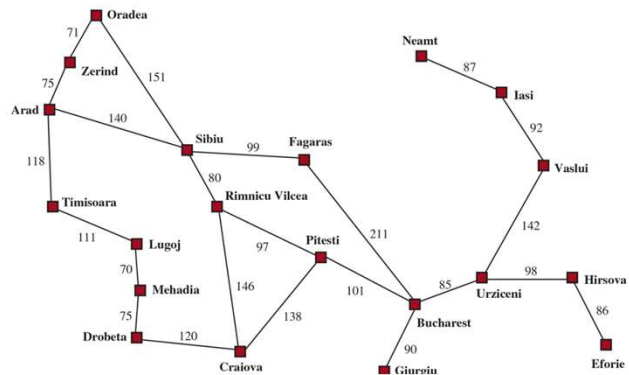 Oradea
71
Neamt
Zerind
87
75
151
Iasi
Arad
140
92
Sibiu
Fagaras
99
118
Vaslui
80
Timisoara
Rimnicu Vilcea
111
211
142
Lugoj
97
Pitesti
70
98
Hirsova
146
101
85
Mehadia
Urziceni
138
86
75
Bucharest
120
Drobeta
90
Eforie
Craiova
Giurgiu